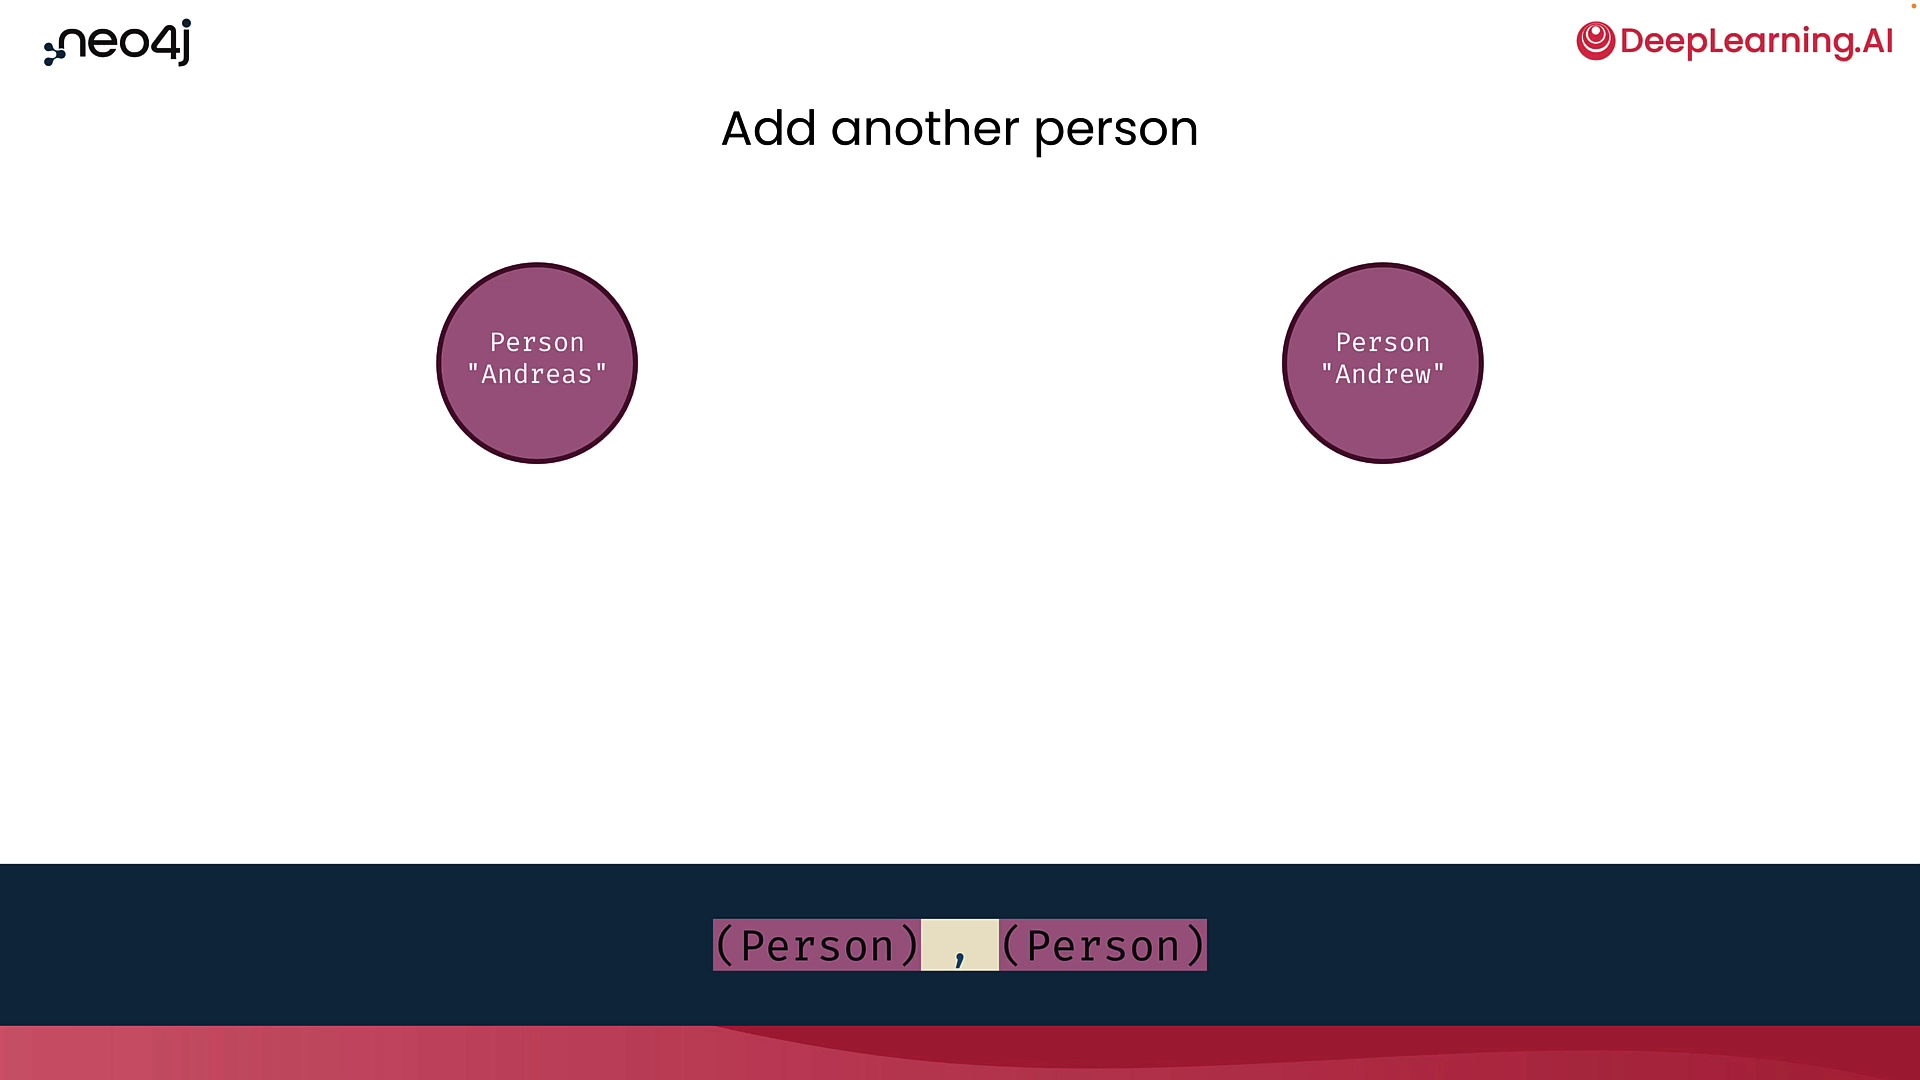 neo4j
DeepLearning.AI
Add another person
Person
"Andreas"
Person
"Andrew"
(Person) , (Person)